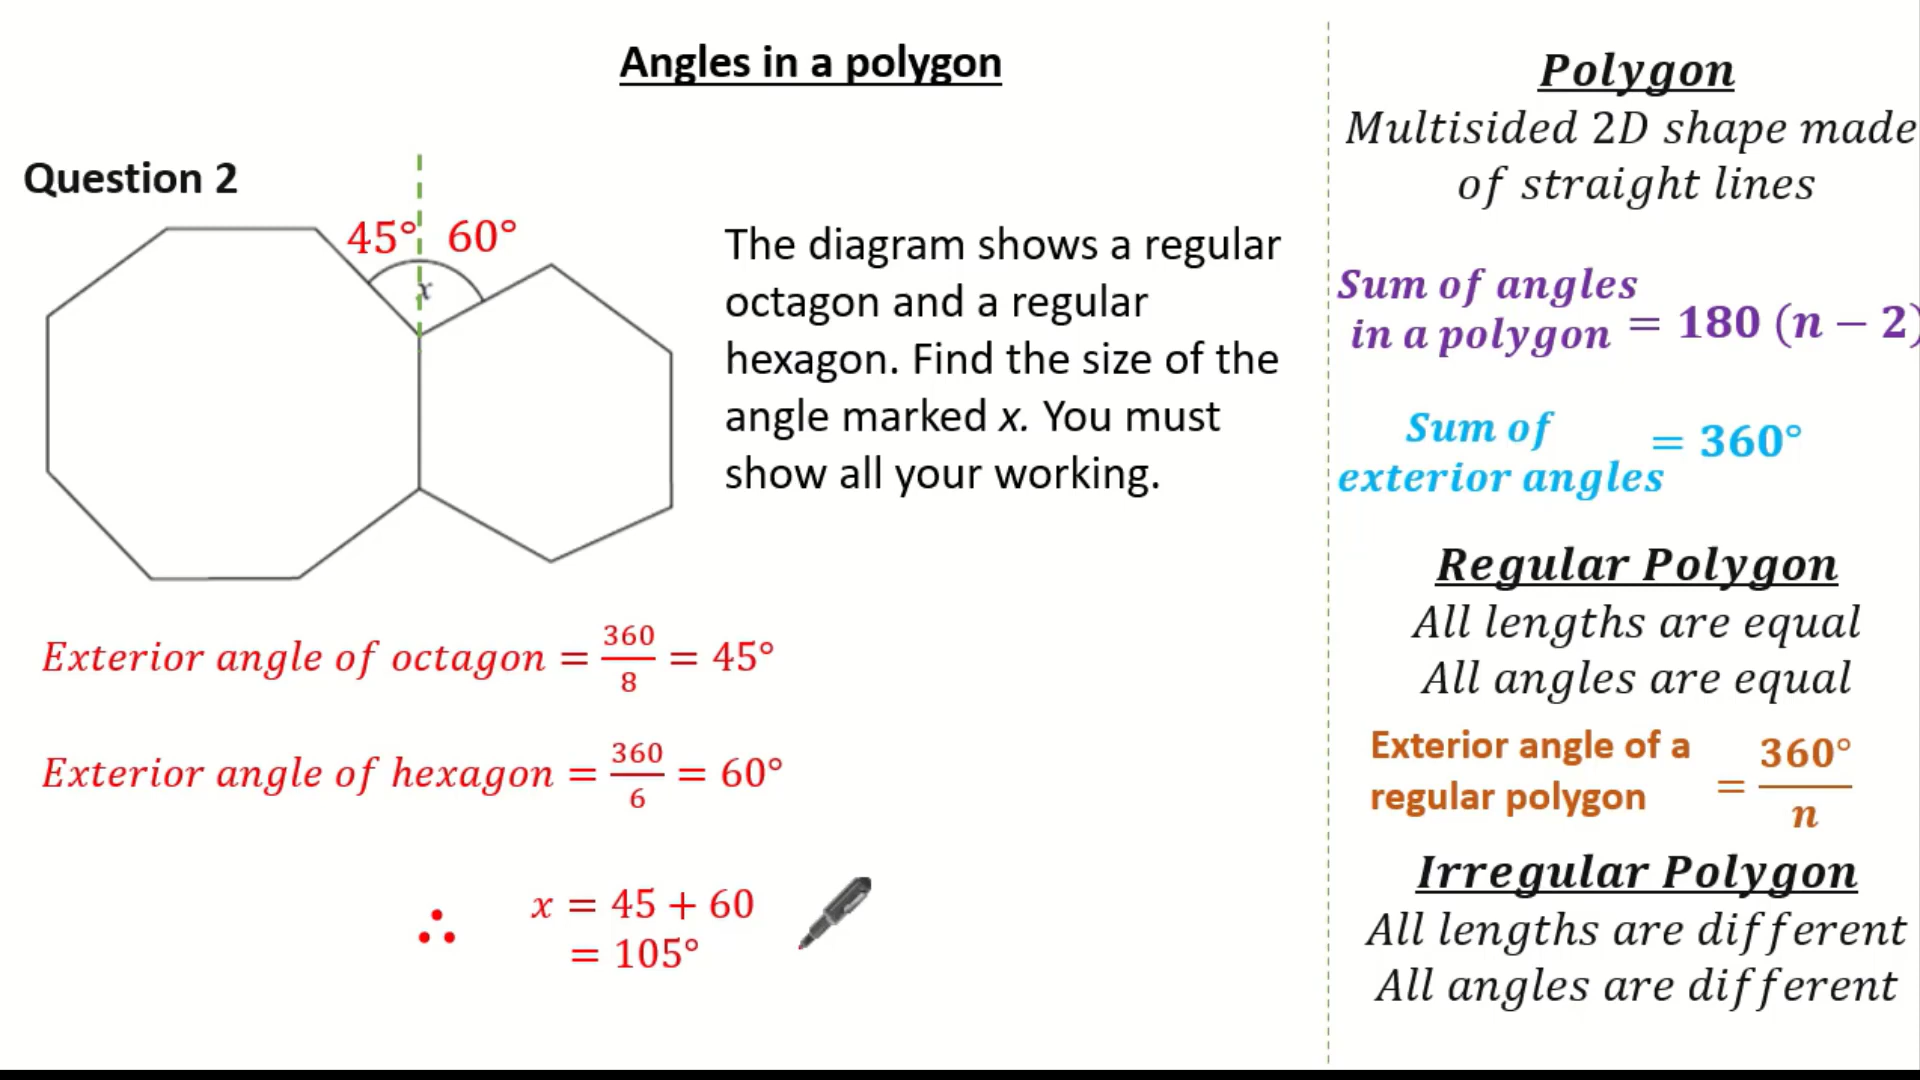 Angles in a polygon
Question 2
45° 60°
x
The diagram shows a regular
octagon and a regular
hexagon. Find the size of the
angle marked x. You must
show all your working.
Exterior angle of octagon = 360/8 = 45°
Exterior angle of hexagon = 360/6 = 60°
∴ x = 45 + 60
= 105°
Polygon
Multisided 2D shape made
of straight lines
Sum of angles
in a polygon = 180 (n − 2)
Sum of
exterior angles = 360°
Regular Polygon
All lengths are equal
All angles are equal
Exterior angle of a
regular polygon = 360°/n
Irregular Polygon
All lengths are different
All angles are different